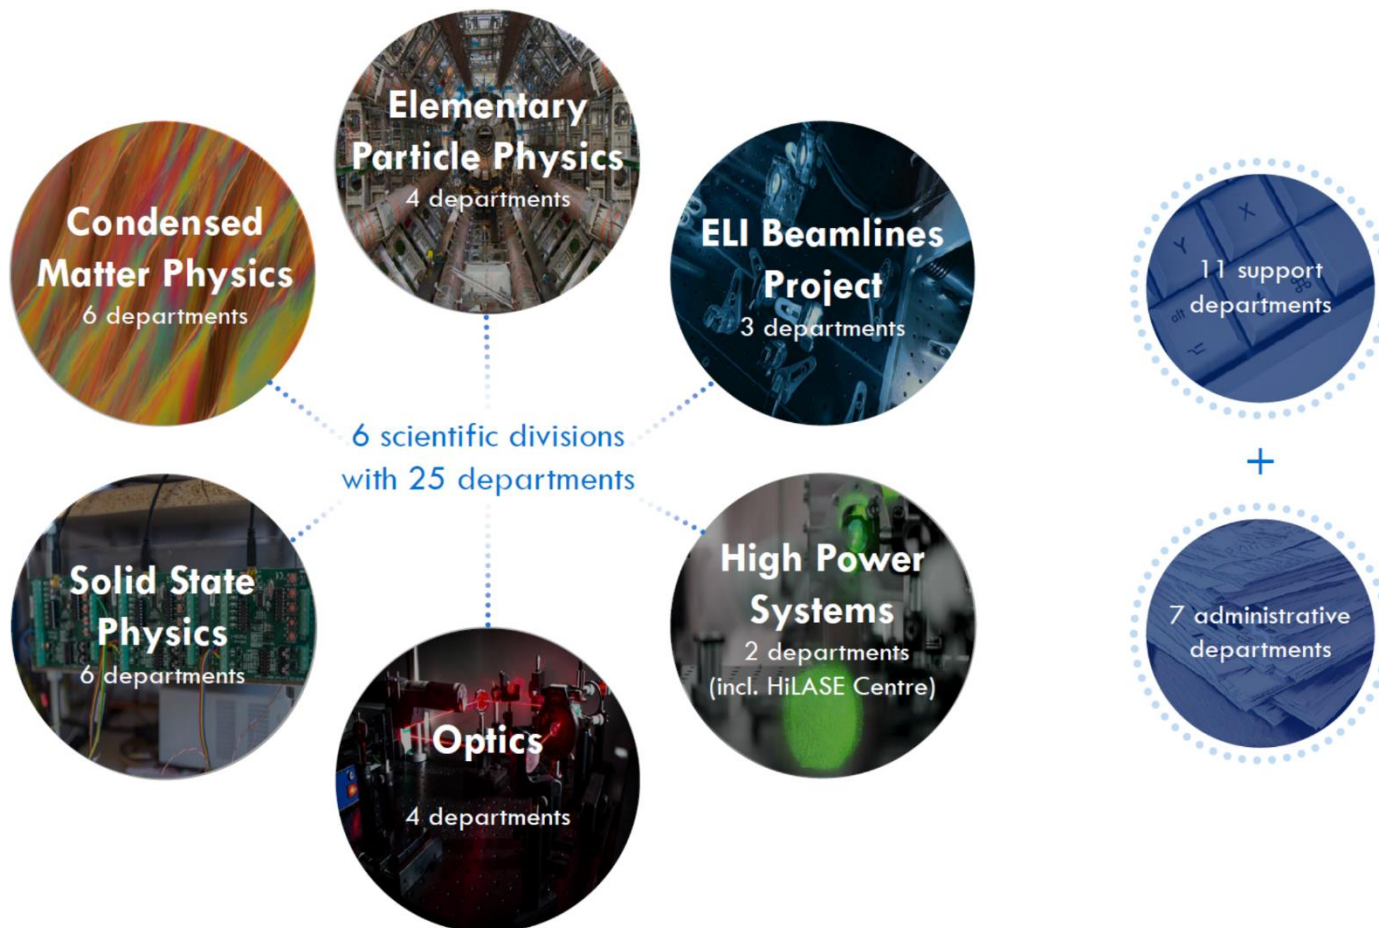 Elementary
Particle Physics
4 departments
Condensed
Matter Physics
6 departments
ELI Beamlines
Project
3 departments
6 scientific divisions
with 25 departments
Solid State
Physics
6 departments
High Power
Systems
2 departments
(incl. HiLASE Centre)
Optics
4 departments
X
Y
alt
⌘
⌥
11 support
departments
+
7 administrative
departments